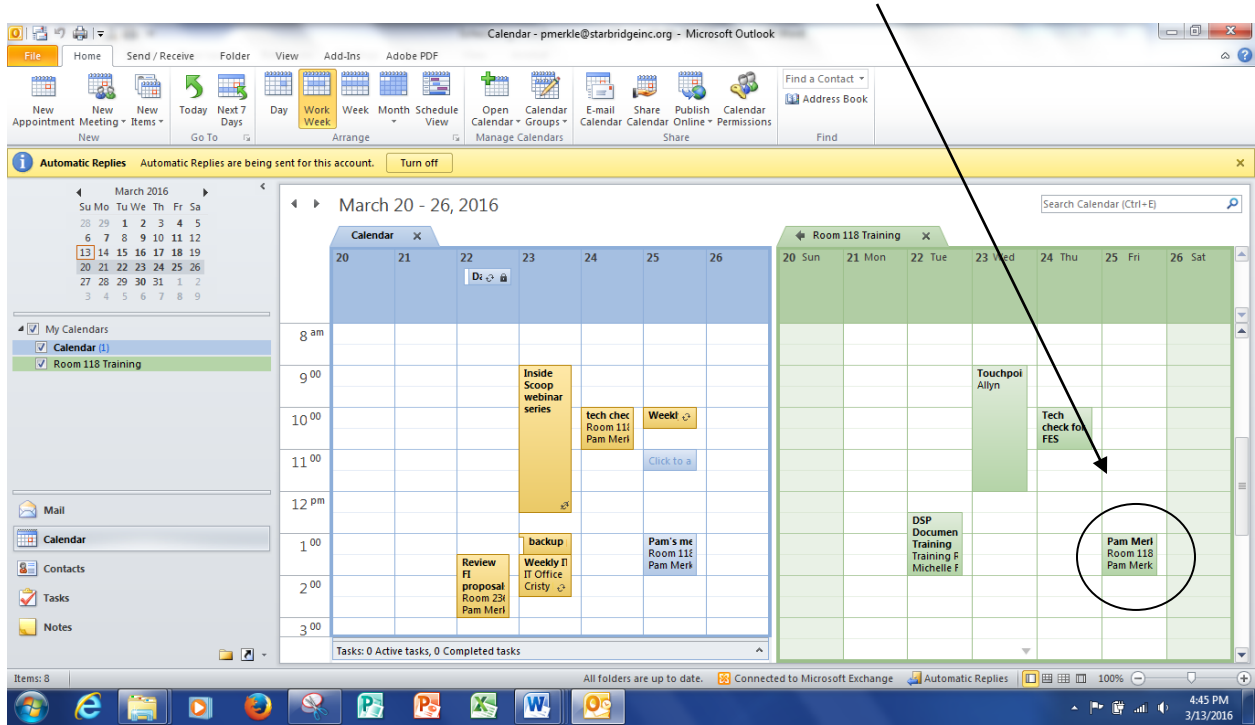 Calendar - pmerkle@starbridgeinc.org - Microsoft Outlook
File Home Send / Receive Folder View Add-Ins Adobe PDF
New Appointment
New Meeting
New Items
Today
Next 7 Days
Day
Work Week
Week
Month
Schedule View
Open Calendar
Calendar Groups
E-mail Calendar
Share Calendar
Publish Online
Calendar Permissions
Find a Contact
Address Book
New Go To Arrange Manage Calendars Share Find
Automatic Replies Automatic Replies are being sent for this account. Turn off
March 2016
Su Mo Tu We Th Fr Sa
28 29 1 2 3 4 5
6 7 8 9 10 11 12
13 14 15 16 17 18 19
20 21 22 23 24 25 26
27 28 29 30 31 1 2
3 4 5 6 7 8 9
My Calendars
Calendar (1)
Room 118 Training
Mail
Calendar
Contacts
Tasks
Notes
March 20 - 26, 2016
Search Calendar (Ctrl+E)
Calendar
20 21 22 23 24 25 26
8 am
9 00
10 00
11 00
12 pm
1 00
2 00
3 00
Review
FI
proposal
Room 236
Pam Merl
Inside
Scoop
webinar
series
backup
Weekly IT
IT Office
Cristy
tech chec
Room 118
Pam Merl
Weekl
Click to a
Pam's me
Room 118
Pam Merk
Tasks: 0 Active tasks, 0 Completed tasks
Room 118 Training
20 Sun 21 Mon 22 Tue 23 Wed 24 Thu 25 Fri 26 Sat
DSP
Documen
Training
Training R
Michelle F
Touchpoi
Allyn
Tech
check for
FES
Pam Merl
Room 118
Pam Merk
Items: 8
All folders are up to date. Connected to Microsoft Exchange Automatic Replies 100%
4:45 PM
3/13/2016